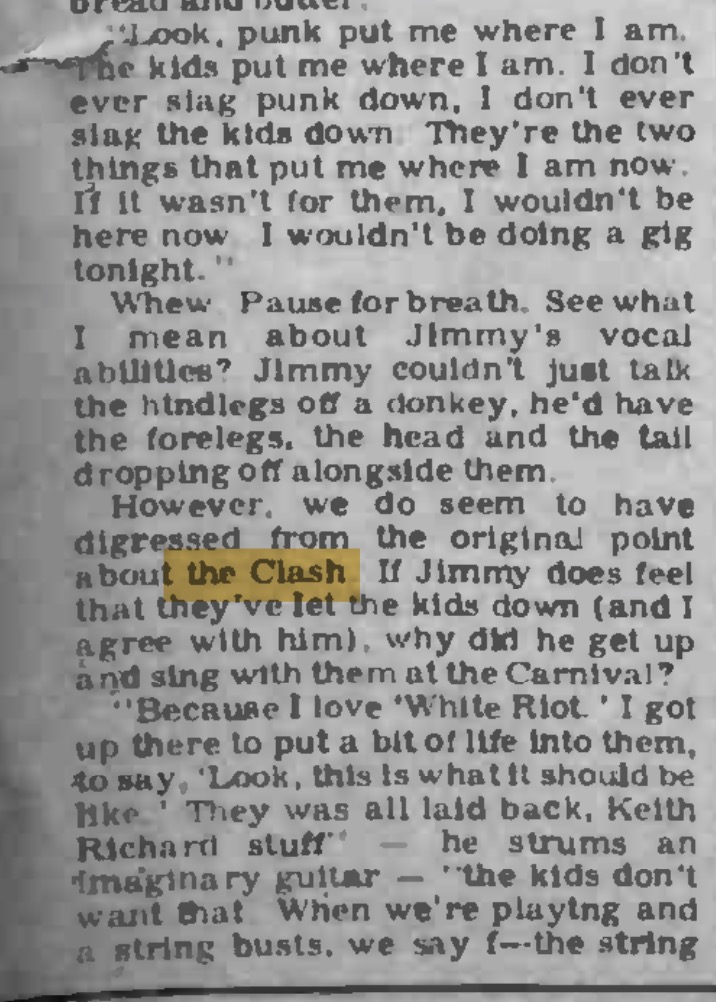 bread and butter.
"Look, punk put me where I am.
The kids put me where I am. I don't
ever slag punk down, I don't ever
slag the kids down. They're the two
things that put me where I am now.
If it wasn't for them, I wouldn't be
here now. I wouldn't be doing a gig
tonight."
Whew. Pause for breath. See what
I mean about Jimmy's vocal
abilities? Jimmy couldn't just talk
the hindlegs off a donkey, he'd have
the forelegs, the head and the tail
dropping off alongside them.
However, we do seem to have
digressed from the original point
about the Clash. If Jimmy does feel
that they've let the kids down (and I
agree with him), why did he get up
and sing with them at the Carnival?
"Because I love 'White Riot.' I got
up there to put a bit of life into them,
to say, 'Look, this is what it should be
like.' They was all laid back, Keith
Richard stuff" — he strums an
imaginary guitar — "the kids don't
want that. When we're playing and
a string busts, we say f--the string